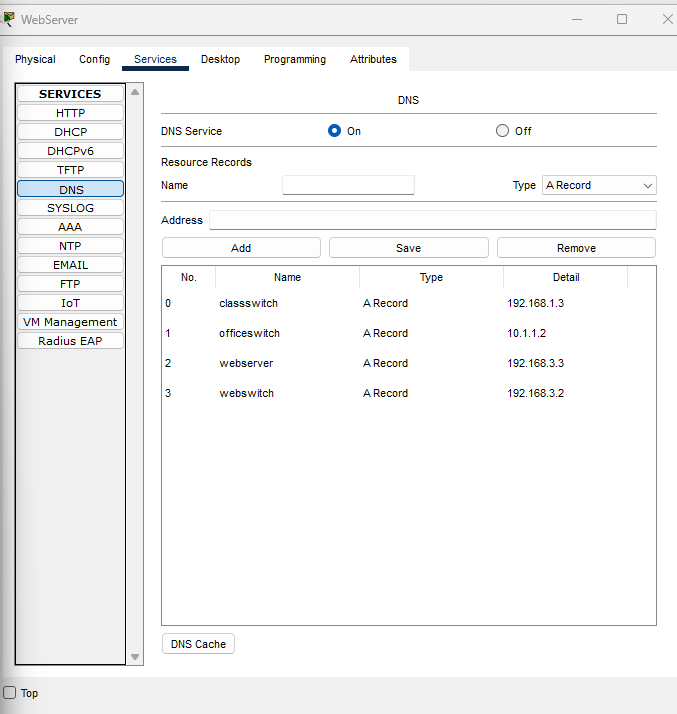 WebServer
Physical Config Services Desktop Programming Attributes
SERVICES
HTTP
DHCP
DHCPv6
TFTP
DNS
SYSLOG
AAA
NTP
EMAIL
FTP
IoT
VM Management
Radius EAP
DNS
DNS Service On Off
Resource Records
Name Type A Record
Address
Add Save Remove
No. Name Type Detail
0 classswitch A Record 192.168.1.3
1 officeswitch A Record 10.1.1.2
2 webserver A Record 192.168.3.3
3 webswitch A Record 192.168.3.2
DNS Cache
Top